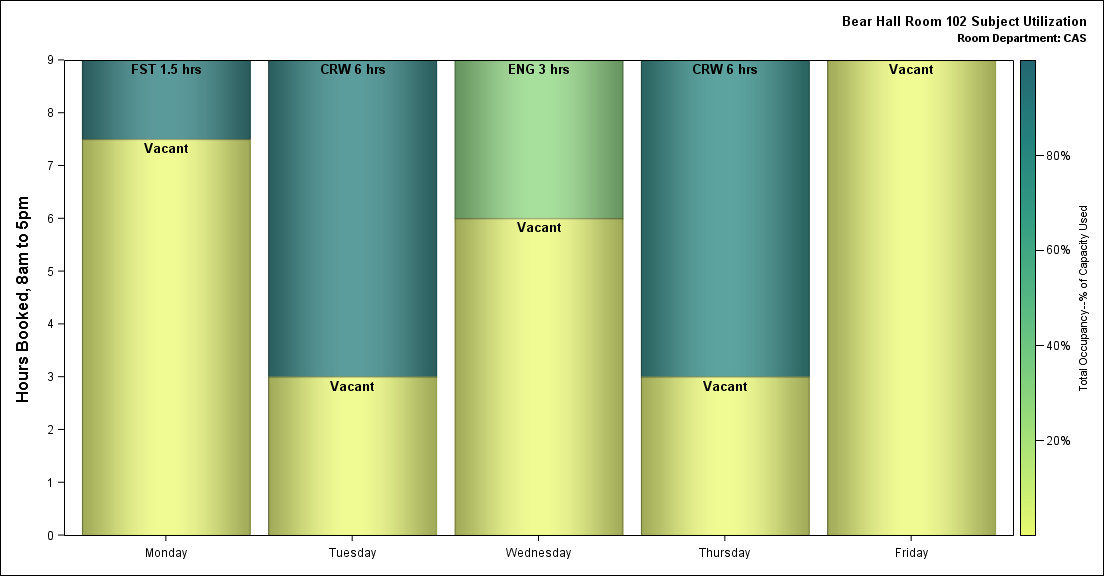 Bear Hall Room 102 Subject Utilization
Room Department: CAS
Hours Booked, 8am to 5pm
9
8
7
6
5
4
3
2
1
0
FST 1.5 hrs
Vacant
CRW 6 hrs
Vacant
ENG 3 hrs
Vacant
CRW 6 hrs
Vacant
Vacant
Monday
Tuesday
Wednesday
Thursday
Friday
80%
60%
40%
20%
Total Occupancy--% of Capacity Used